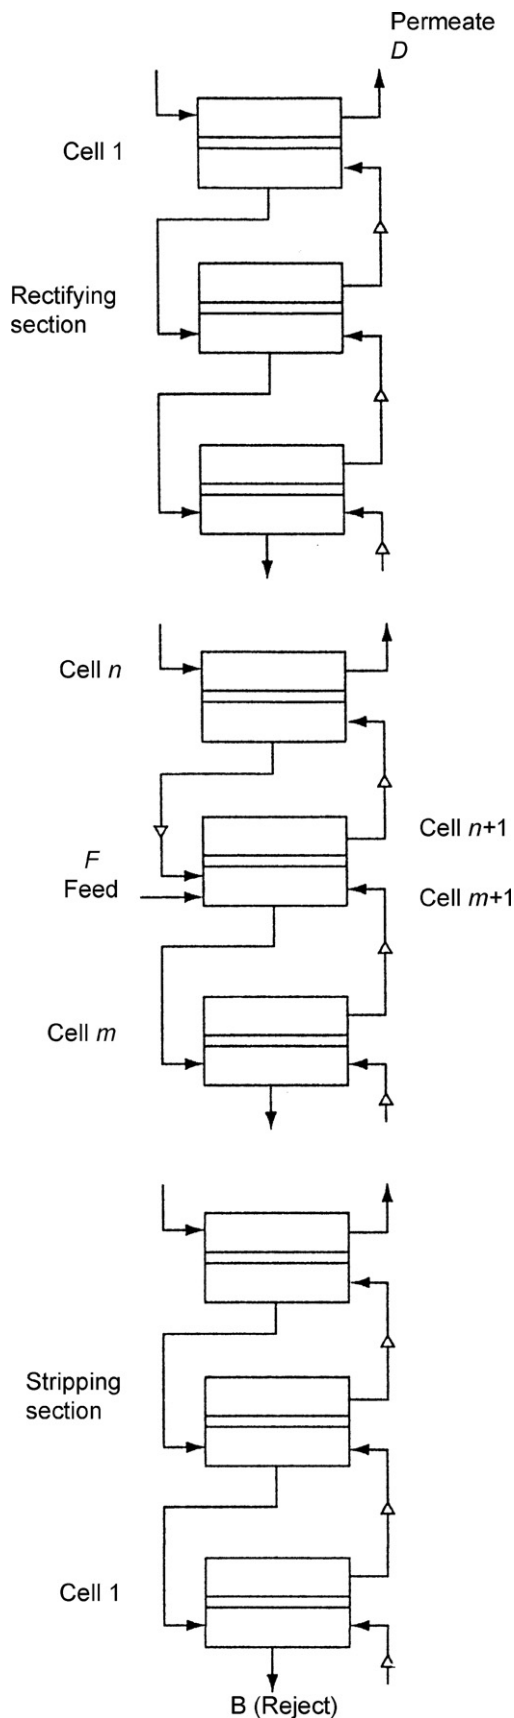 Permeate
D
Cell 1
Rectifying
section
Cell n
Cell n+1
F
Feed
Cell m+1
Cell m
Stripping
section
Cell 1
B (Reject)